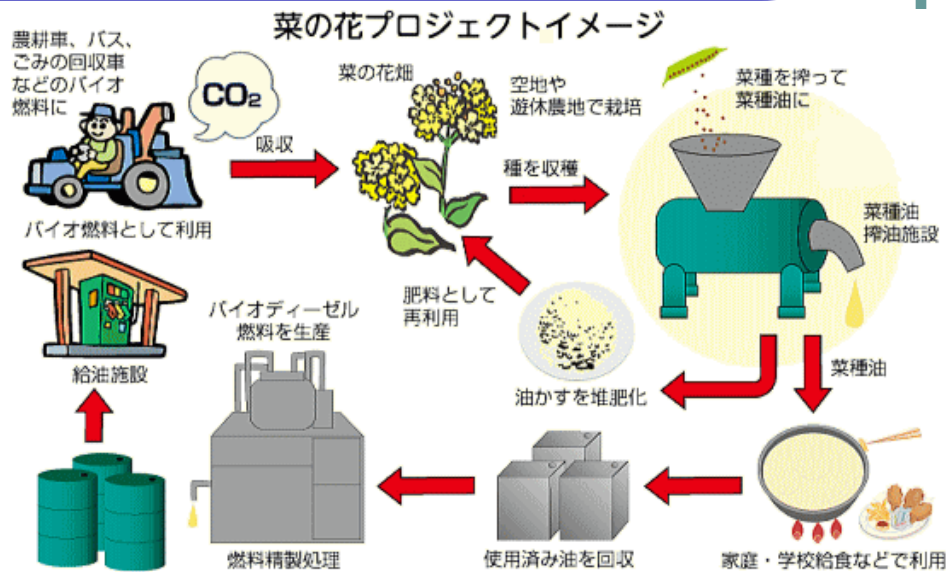 菜の花プロジェクトイメージ
農耕車、バス、
ごみの回収車
などのバイオ
燃料に
CO₂
吸収
バイオ燃料として利用
菜の花畑
空地や
遊休農地で栽培
種を収穫
菜種を搾って
菜種油に
菜種油
搾油施設
肥料として
再利用
油かすを堆肥化
菜種油
バイオディーゼル
燃料を生産
給油施設
燃料精製処理
使用済み油を回収
家庭・学校給食などで利用